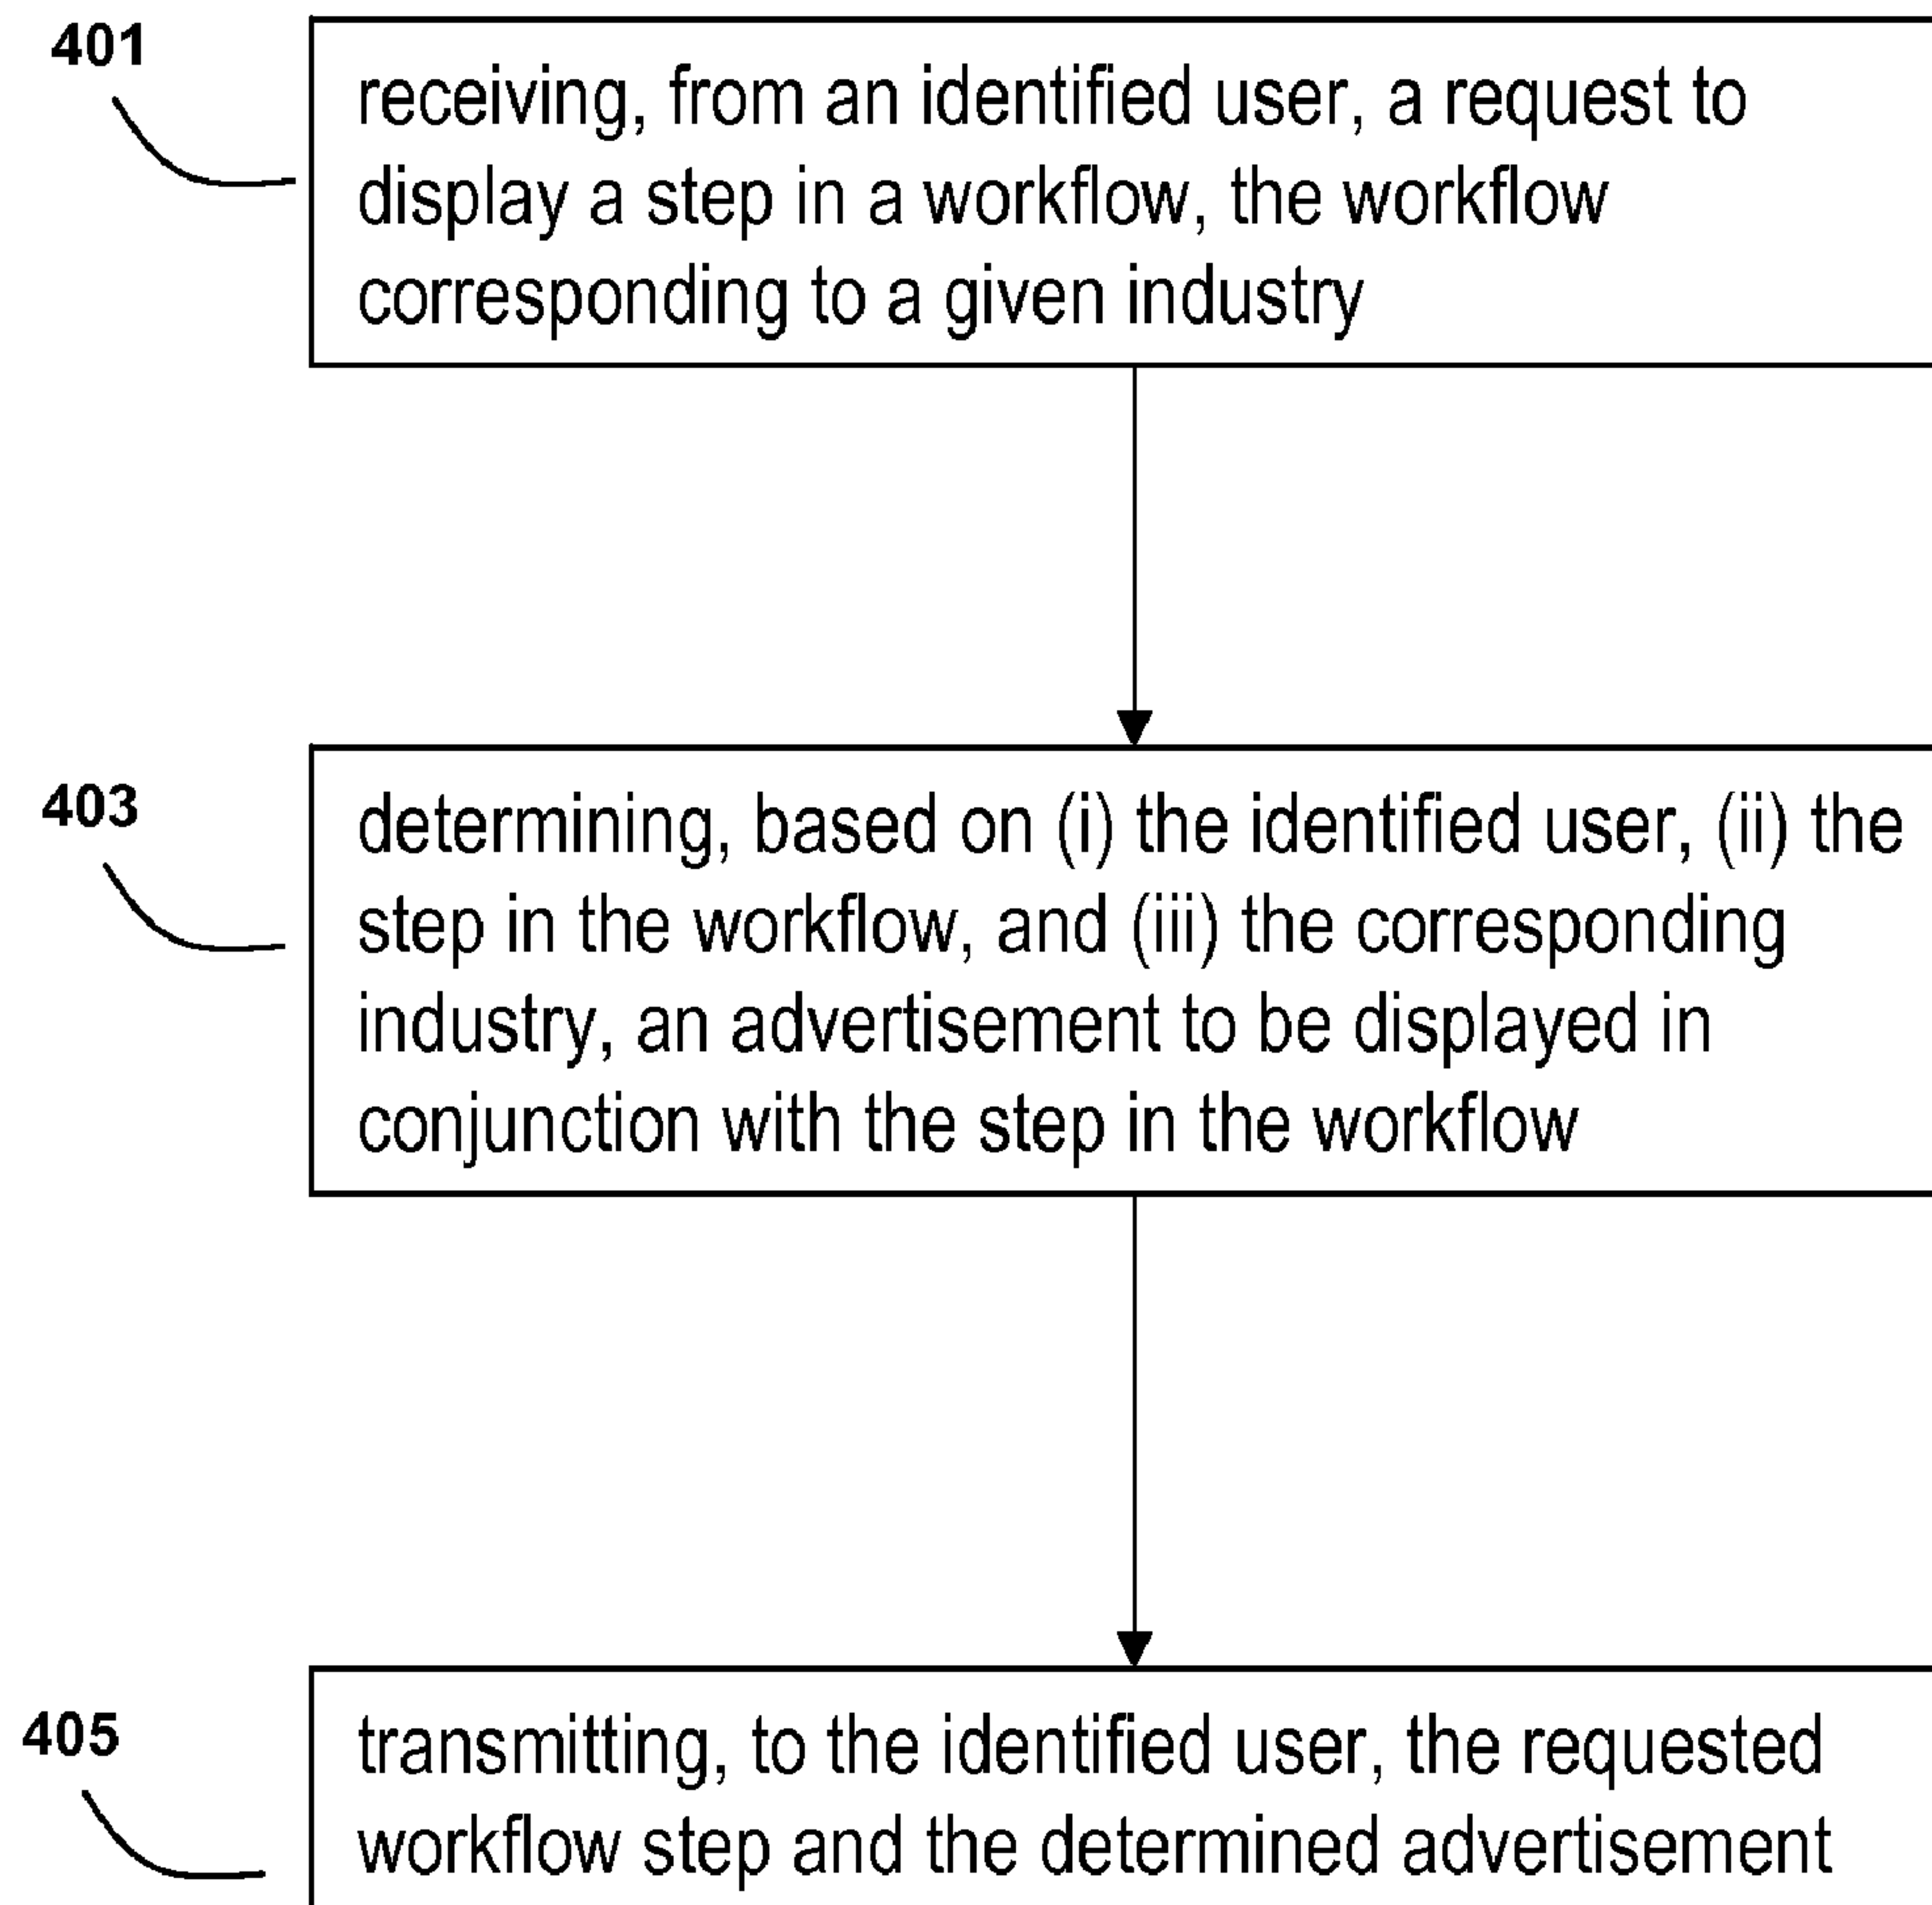 401
receiving, from an identified user, a request to
display a step in a workflow, the workflow
corresponding to a given industry
403
determining, based on (i) the identified user, (ii) the
step in the workflow, and (iii) the corresponding
industry, an advertisement to be displayed in
conjunction with the step in the workflow
405
transmitting, to the identified user, the requested
workflow step and the determined advertisement